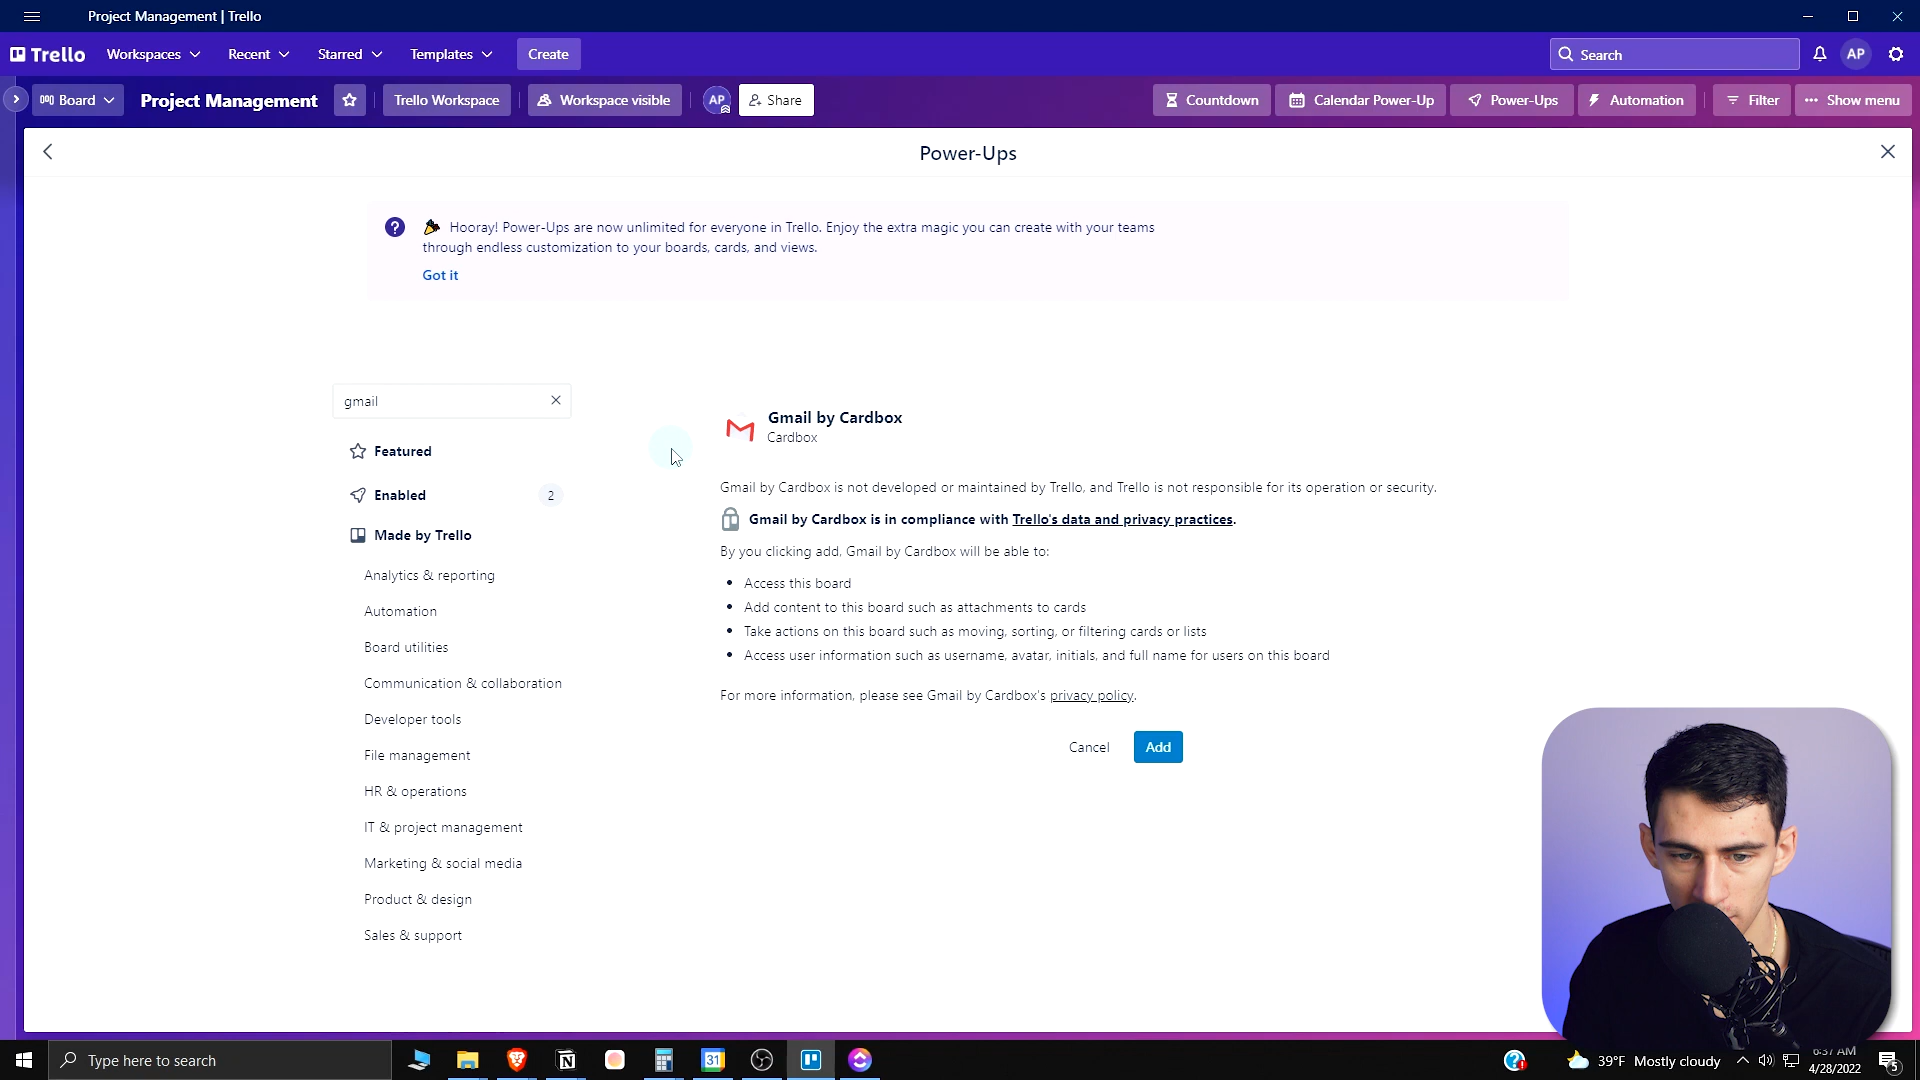 Project Management | Trello
Trello Workspaces Recent Starred Templates Create Search AP
Board Project Management Trello Workspace Workspace visible AP Share Countdown Calendar Power-Up Power-Ups Automation Filter Show menu
Power-Ups
Hooray! Power-Ups are now unlimited for everyone in Trello. Enjoy the extra magic you can create with your teams
through endless customization to your boards, cards, and views.
Got it
gmail
Featured
Enabled 2
Made by Trello
Analytics & reporting
Automation
Board utilities
Communication & collaboration
Developer tools
File management
HR & operations
IT & project management
Marketing & social media
Product & design
Sales & support
Gmail by Cardbox
Cardbox
Gmail by Cardbox is not developed or maintained by Trello, and Trello is not responsible for its operation or security.
Gmail by Cardbox is in compliance with Trello's data and privacy practices.
By you clicking add, Gmail by Cardbox will be able to:
• Access this board
• Add content to this board such as attachments to cards
• Take actions on this board such as moving, sorting, or filtering cards or lists
• Access user information such as username, avatar, initials, and full name for users on this board
For more information, please see Gmail by Cardbox's privacy policy.
Cancel Add
Type here to search 31 39°F Mostly cloudy 6:37 AM
4/28/2022 5